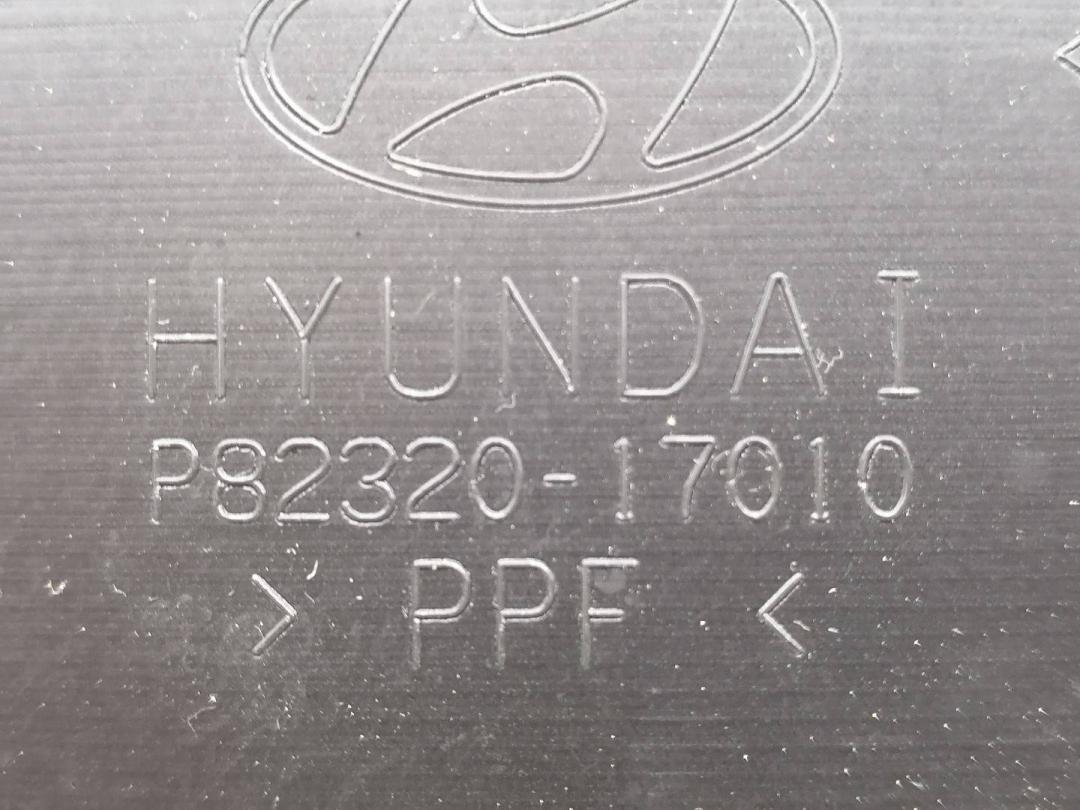 HYUNDAI
P82320-17010
> PPF <